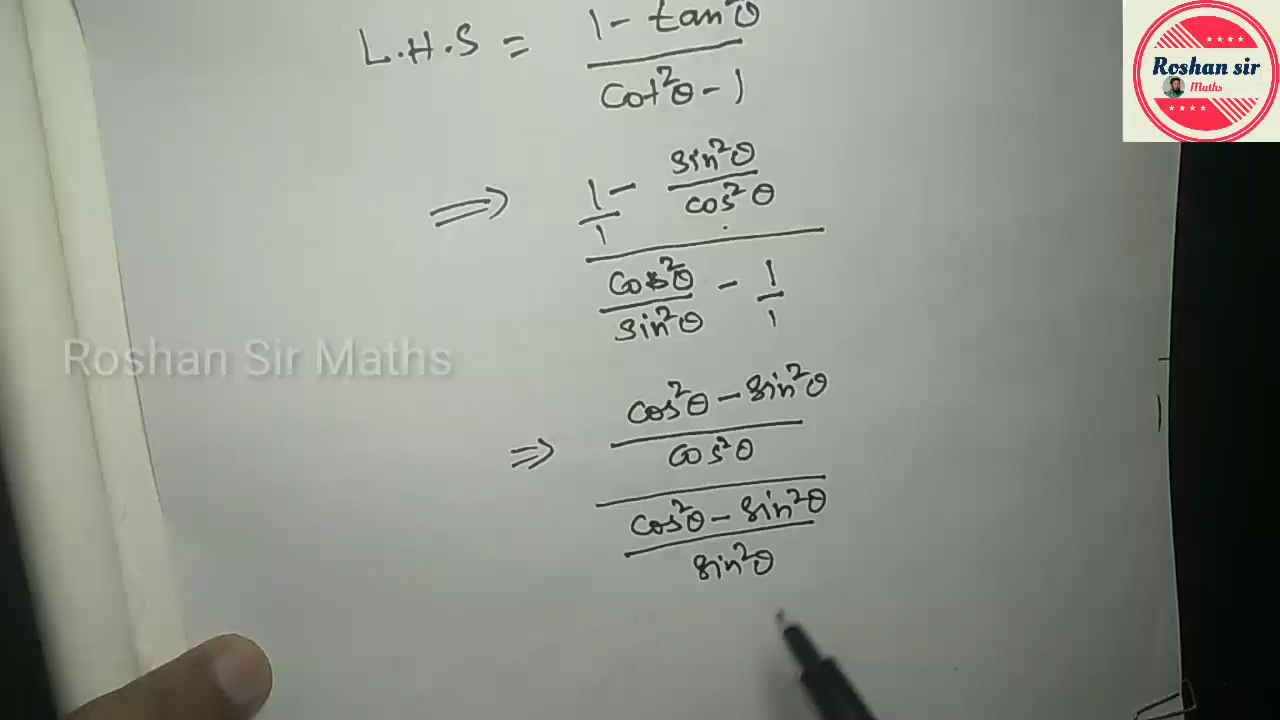 L.H.S = 1 - tan²θ
cot²θ - 1
⇒ 1/1 - sin²θ/cos²θ
cos²θ/sin²θ - 1/1
⇒ cos²θ - sin²θ
cos²θ
cos²θ - sin²θ
sin²θ
Roshan sir
Maths
Roshan Sir Maths